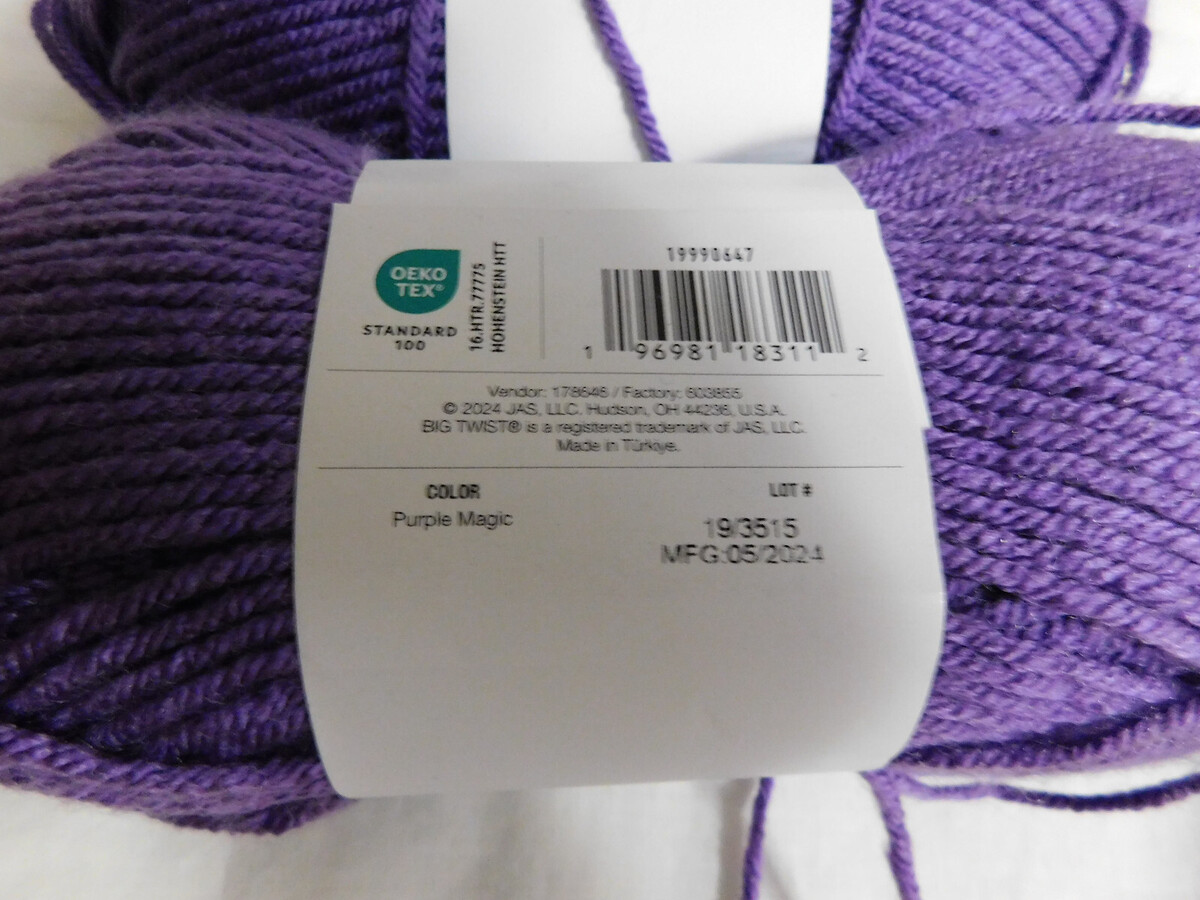 OEKO
TEX®
STANDARD
100
16.HTR.77775
HOHENSTEIN HTT
19990647
1 96981 18311 2
Vendor: 178646 / Factory: 603855
© 2024 JAS, LLC. Hudson, OH 44236, U.S.A.
BIG TWIST® is a registered trademark of JAS, LLC.
Made in Türkiye.
COLOR
Purple Magic
LOT #
19/3515
MFG:05/2024